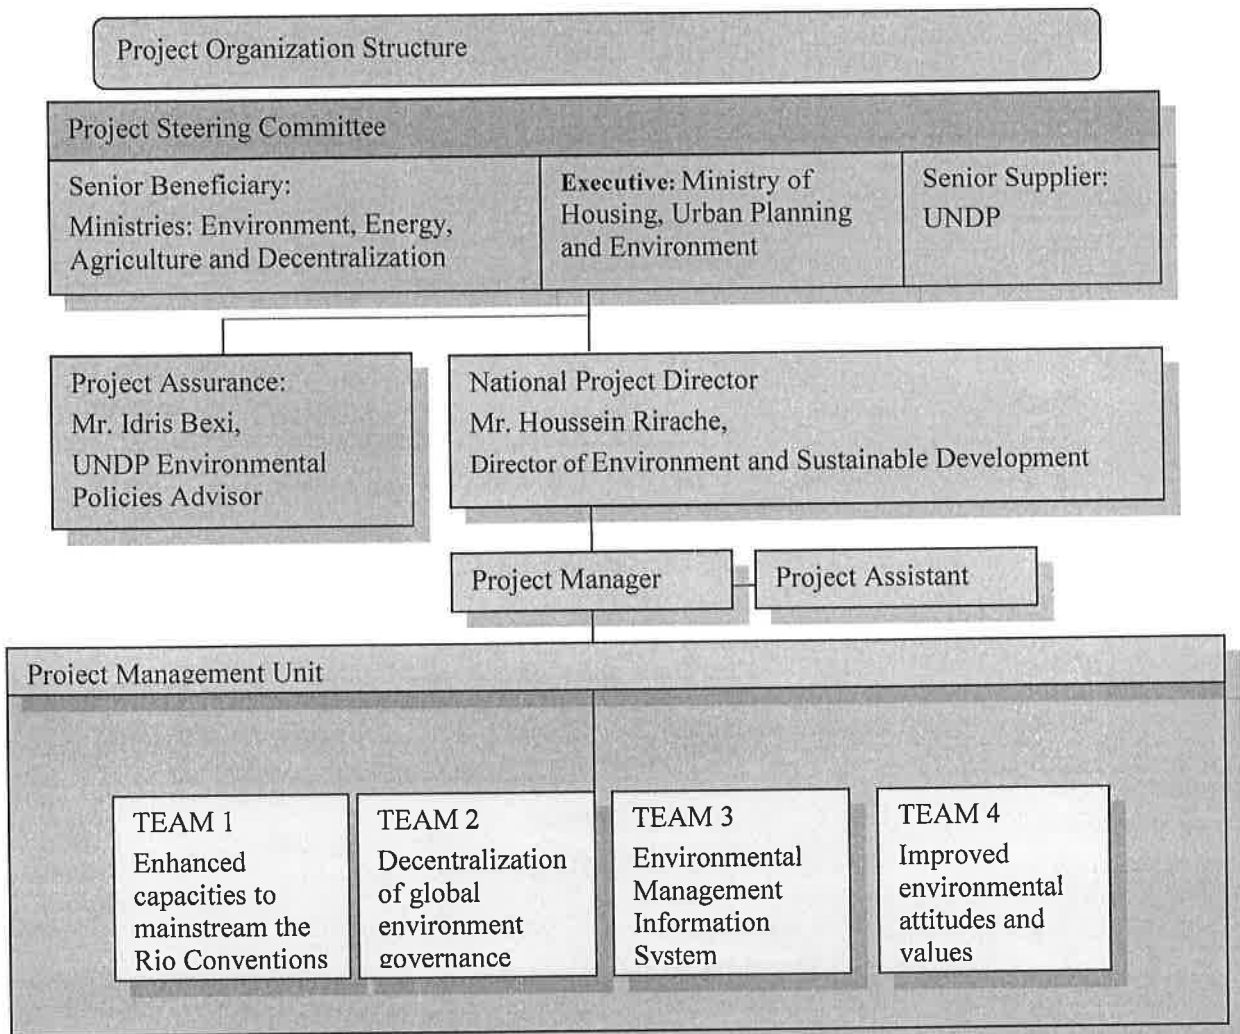 Project Organization Structure
Project Steering Committee
Senior Beneficiary:
Ministries: Environment, Energy,
Agriculture and Decentralization
Executive: Ministry of
Housing, Urban Planning
and Environment
Senior Supplier:
UNDP
Project Assurance:
Mr. Idris Bexi,
UNDP Environmental
Policies Advisor
National Project Director
Mr. Houssein Rirache,
Director of Environment and Sustainable Development
Project Manager
Project Assistant
Project Management Unit
TEAM 1
Enhanced
capacities to
mainstream the
Rio Conventions
TEAM 2
Decentralization
of global
environment
governance
TEAM 3
Environmental
Management
Information
System
TEAM 4
Improved
environmental
attitudes and
values